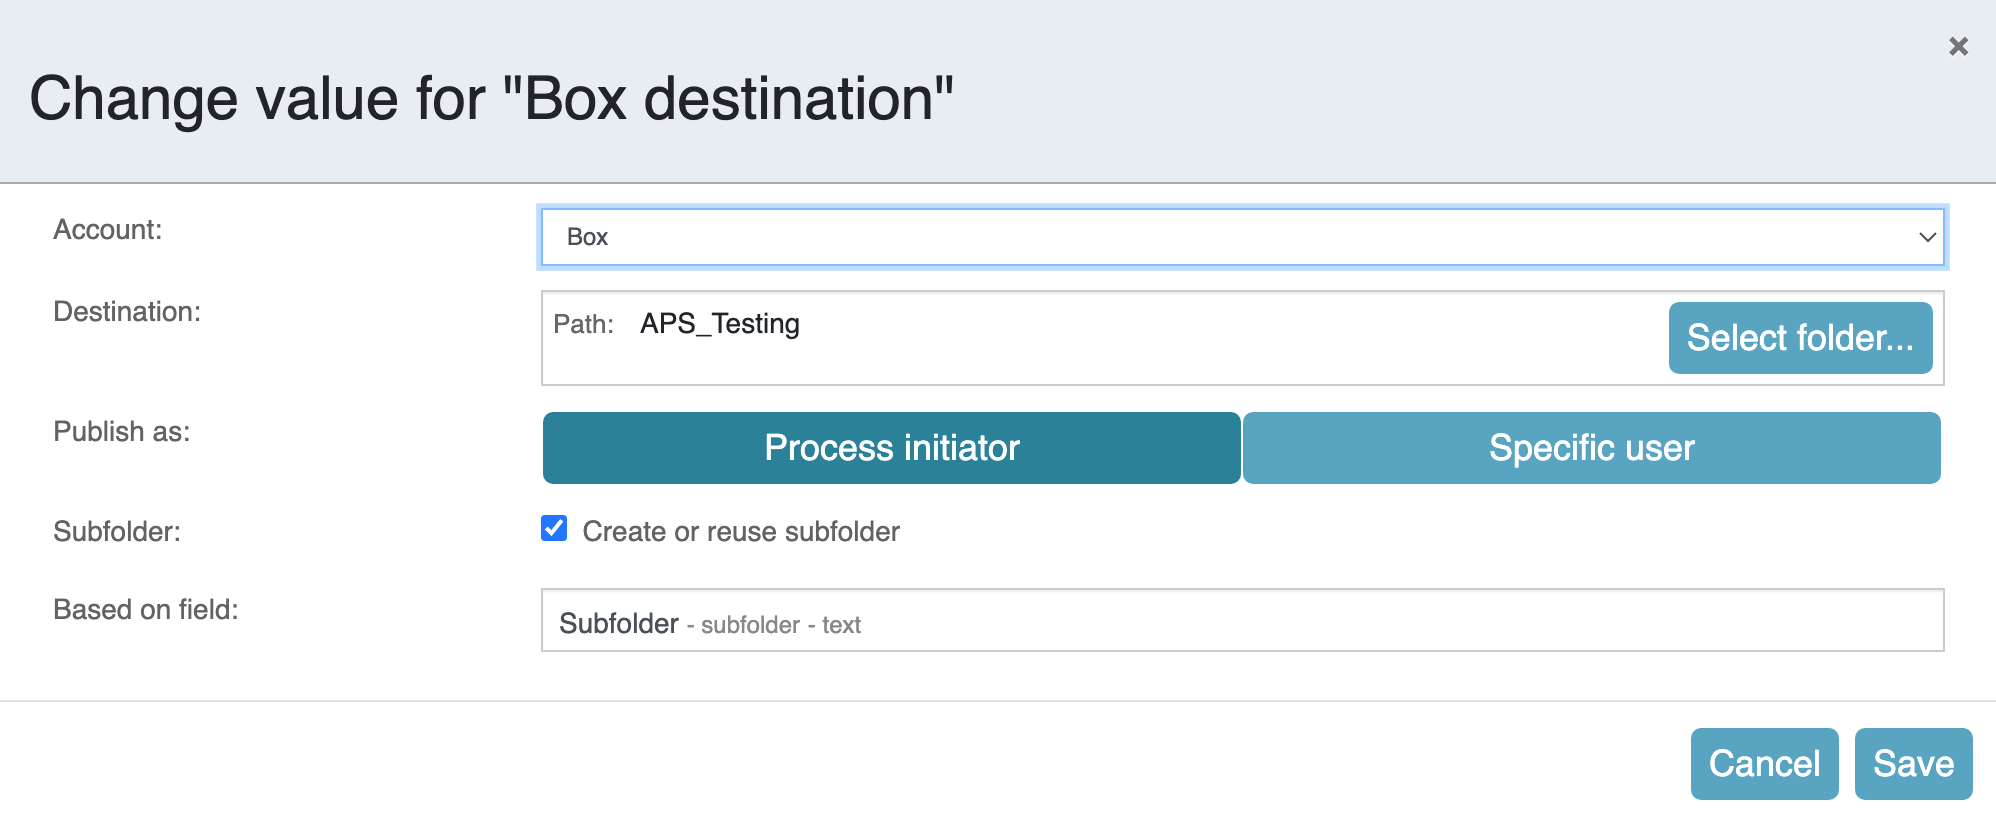 Change value for "Box destination"
Account:
Box
Destination:
Path: APS_Testing
Select folder...
Publish as:
Process initiator
Specific user
Subfolder:
Create or reuse subfolder
Based on field:
Subfolder - subfolder - text
Cancel
Save